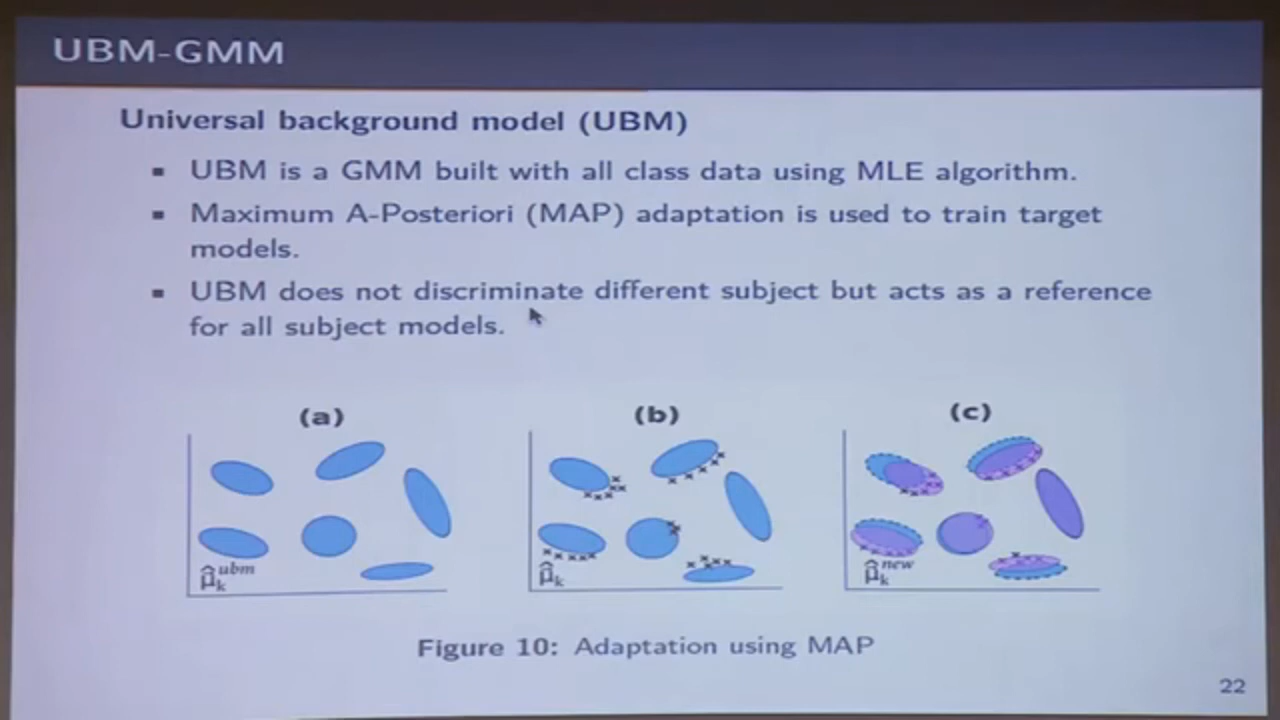 UBM-GMM
Universal background model (UBM)
▪ UBM is a GMM built with all class data using MLE algorithm.
▪ Maximum A-Posteriori (MAP) adaptation is used to train target
models.
▪ UBM does not discriminate different subject but acts as a reference
for all subject models.
(a) (b) (c)
μ̂ₖᵘᵇᵐ μ̂ₖ μ̂ₖⁿᵉʷ
Figure 10: Adaptation using MAP
22